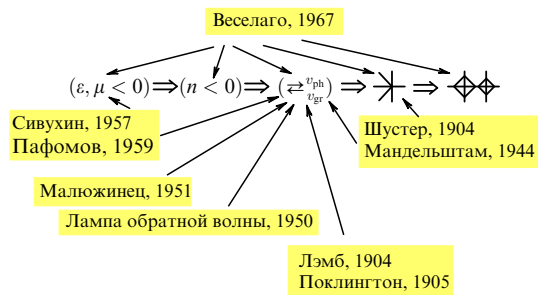 Веселаго, 1967
(ε, μ < 0) ⇒ (n < 0) ⇒ (⇄ v_ph v_gr) ⇒ ⇒
Сивухин, 1957
Пафомов, 1959
Шустер, 1904
Мандельштам, 1944
Малюжинец, 1951
Лампа обратной волны, 1950
Лэмб, 1904
Поклингтон, 1905